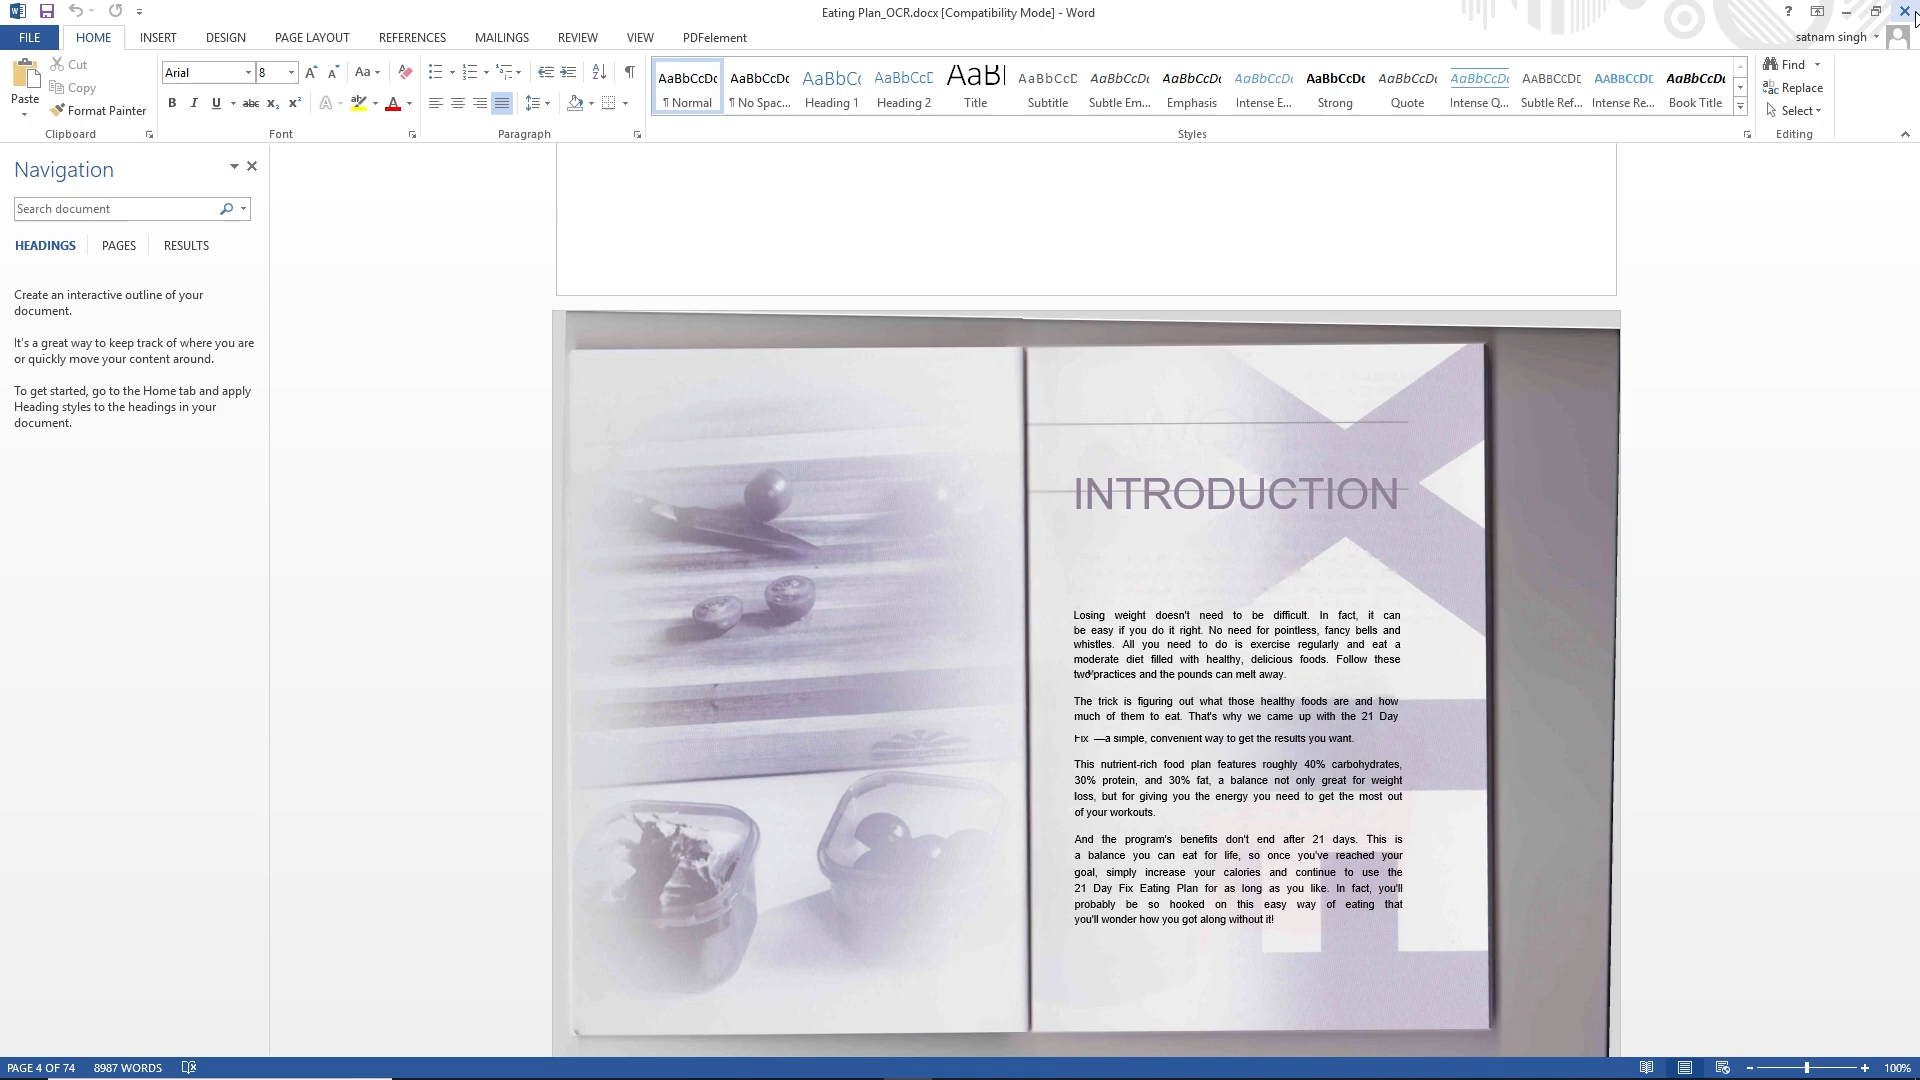 Eating Plan_OCR.docx [Compatibility Mode] - Word
FILE HOME INSERT DESIGN PAGE LAYOUT REFERENCES MAILINGS REVIEW VIEW PDFelement
satnam singh
Paste
Cut
Copy
Format Painter
Clipboard
Arial 8
Aa
B I U abc X₂ X²
Font
Paragraph
AaBbCcDc AaBbCcDc AaBbCc AaBbCcD AaBl AaBbCcD AaBbCcDc AaBbCcDc AaBbCcDc AaBbCcDc AaBbCcDc AaBbCcDc AABBCCDE AABBCCDE AaBbCcDc
¶ Normal ¶ No Spac... Heading 1 Heading 2 Title Subtitle Subtle Em... Emphasis Intense E... Strong Quote Intense Q... Subtle Ref... Intense Re... Book Title
Styles
Find
Replace
Select
Editing
Navigation
Search document
HEADINGS PAGES RESULTS
Create an interactive outline of your
document.
It's a great way to keep track of where you are
or quickly move your content around.
To get started, go to the Home tab and apply
Heading styles to the headings in your
document.
INTRODUCTION
Losing weight doesn't need to be difficult. In fact, it can
be easy if you do it right. No need for pointless, fancy bells and
whistles. All you need to do is exercise regularly and eat a
moderate diet filled with healthy, delicious foods. Follow these
two practices and the pounds can melt away.
The trick is figuring out what those healthy foods are and how
much of them to eat. That's why we came up with the 21 Day
Fix —a simple, convenient way to get the results you want.
This nutrient-rich food plan features roughly 40% carbohydrates,
30% protein, and 30% fat, a balance not only great for weight
loss, but for giving you the energy you need to get the most out
of your workouts.
And the program's benefits don't end after 21 days. This is
a balance you can eat for life, so once you've reached your
goal, simply increase your calories and continue to use the
21 Day Fix Eating Plan for as long as you like. In fact, you'll
probably be so hooked on this easy way of eating that
you'll wonder how you got along without it!
PAGE 4 OF 74 8987 WORDS
100%